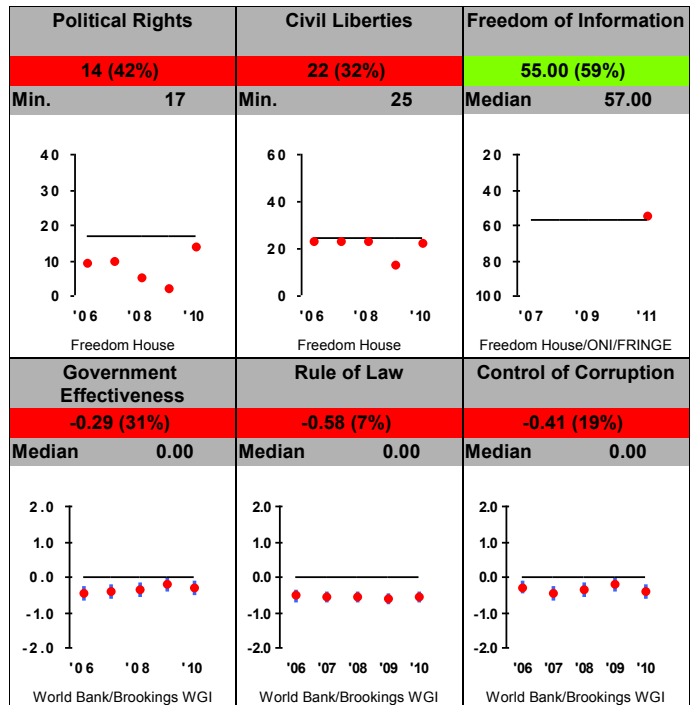 Political Rights
14 (42%)
Min. 17
40
30
20
10
0
'06 '08 '10
Freedom House
Civil Liberties
22 (32%)
Min. 25
60
40
20
0
'06 '08 '10
Freedom House
Freedom of Information
55.00 (59%)
Median 57.00
20
40
60
80
100
'07 '09 '11
Freedom House/ONI/FRINGE
Government
Effectiveness
-0.29 (31%)
Median 0.00
2.0
1.0
0.0
-1.0
-2.0
'06 '08 '10
World Bank/Brookings WGI
Rule of Law
-0.58 (7%)
Median 0.00
2.0
1.0
0.0
-1.0
-2.0
'06 '07 '08 '09 '10
World Bank/Brookings WGI
Control of Corruption
-0.41 (19%)
Median 0.00
2.0
1.0
0.0
-1.0
-2.0
'06 '07 '08 '09 '10
World Bank/Brookings WGI